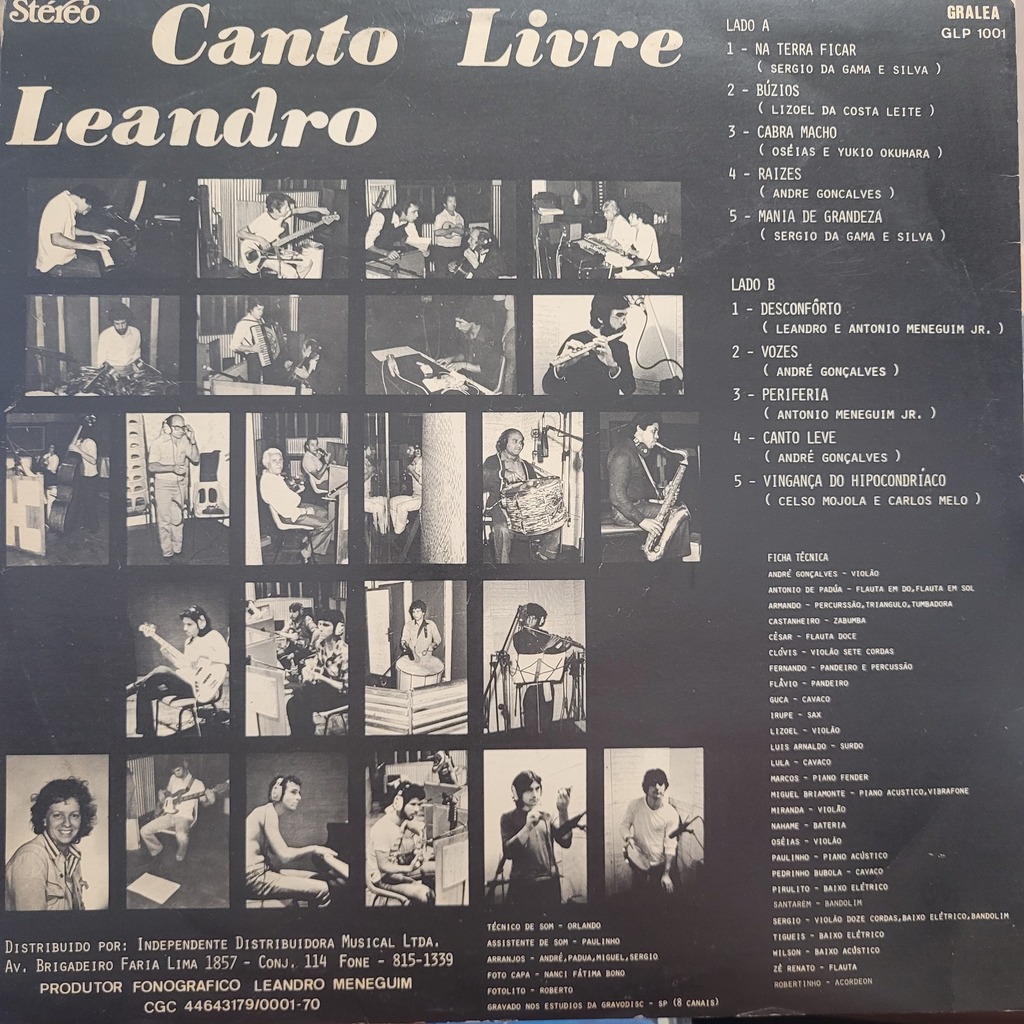 Stéreo
Canto Livre
Leandro
GRALEA
GLP 1001
LADO A
1 - NA TERRA FICAR
( SERGIO DA GAMA E SILVA )
2 - BÚZIOS
( LIZOEL DA COSTA LEITE )
3 - CABRA MACHO
( OSÉIAS E YUKIO OKUHARA )
4 - RAIZES
( ANDRE GONCALVES )
5 - MANIA DE GRANDEZA
( SERGIO DA GAMA E SILVA )
LADO B
1 - DESCONFÔRTO
( LEANDRO E ANTONIO MENEGUIM JR. )
2 - VOZES
( ANDRÉ GONÇALVES )
3 - PERIFERIA
( ANTONIO MENEGUIM JR. )
4 - CANTO LEVE
( ANDRÉ GONÇALVES )
5 - VINGANÇA DO HIPOCONDRÍACO
( CELSO MOJOLA E CARLOS MELO )
FICHA TÉCNICA
ANDRÉ GONÇALVES - VIOLÃO
ANTONIO DE PADÚA - FLAUTA EM DO,FLAUTA EM SOL
ARMANDO - PERCURSSÃO,TRIANGULO,TUMBADORA
CASTANHEIRO - ZABUMBA
CÉSAR - FLAUTA DOCE
CLÓVIS - VIOLÃO SETE CORDAS
FERNANDO - PANDEIRO E PERCUSSÃO
FLÁVIO - PANDEIRO
GUCA - CAVACO
IRUPE - SAX
LIZOEL - VIOLÃO
LUIS ARNALDO - SURDO
LULA - CAVACO
MARCOS - PIANO FENDER
MIGUEL BRIAMONTE - PIANO ACUSTICO,VIBRAFONE
MIRANDA - VIOLÃO
NAHAME - BATERIA
OSÉIAS - VIOLÃO
PAULINHO - PIANO ACÚSTICO
PEDRINHO BUBOLA - CAVACO
PIRULITO - BAIXO ELÉTRICO
SANTARÉM - BANDOLIM
SERGIO - VIOLÃO DOZE CORDAS,BAIXO ELÉTRICO,BANDOLIM
TIGUEIS - BAIXO ELÉTRICO
WILSON - BAIXO ACÚSTICO
ZÉ RENATO - FLAUTA
ROBERTINHO - ACORDEON
TÉCNICO DE SOM - ORLANDO
ASSISTENTE DE SOM - PAULINHO
ARRANJOS - ANDRÉ,PADUA,MIGUEL,SERGIO
FOTO CAPA - NANCI FÁTIMA BONO
FOTOLITO - ROBERTO
GRAVADO NOS ESTUDIOS DA GRAVODISC - SP (8 CANAIS)
DISTRIBUIDO POR: INDEPENDENTE DISTRIBUIDORA MUSICAL LTDA.
AV. BRIGADEIRO FARIA LIMA 1857 - CONJ. 114 FONE - 815-1339
PRODUTOR FONOGRAFICO LEANDRO MENEGUIM
CGC 44643179/0001-70